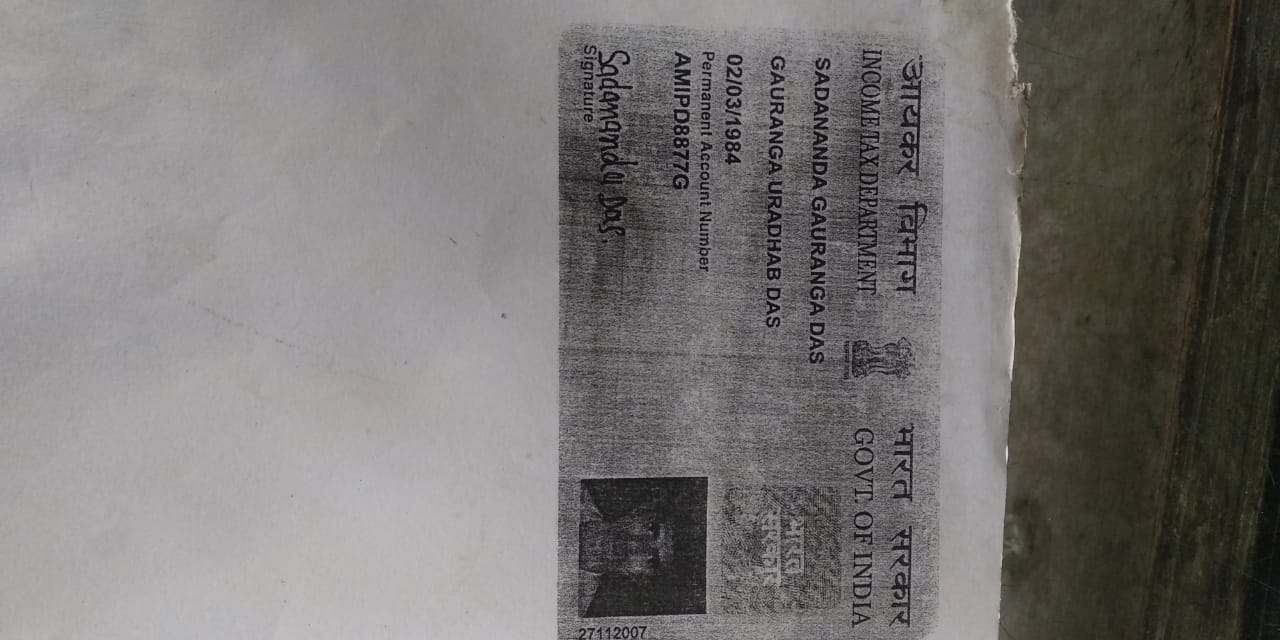 आयकर विभाग
INCOME TAX DEPARTMENT
भारत सरकार
GOVT. OF INDIA
SADANANDA GAURANGA DAS
GAURANGA URADHAB DAS
02/03/1984
Permanent Account Number
AMIPD8877G
Sadananda Das.
Signature
भारत
सरकार
27112007